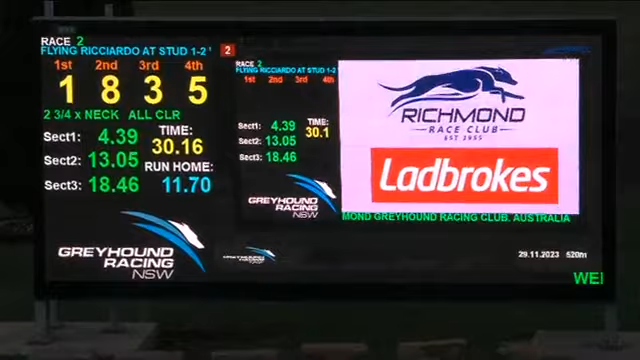 RACE 2
FLYING RICCIARDO AT STUD 1-2
1st 2nd 3rd 4th
1 8 3 5
2 3/4 x NECK ALL CLR
Sect1: 4.39
Sect2: 13.05
Sect3: 18.46
TIME:
30.16
RUN HOME:
11.70
GREYHOUND
RACING
NSW
2
RACE 2
FLYING RICCIARDO AT STUD 1-2
1st 2nd 3rd 4th
Sect1: 4.39
Sect2: 13.05
Sect3: 18.46
TIME:
30.1
GREYHOUND
RACING
NSW
RICHMOND
RACE CLUB
EST 1955
Ladbrokes
MOND GREYHOUND RACING CLUB, AUSTRALIA
29.11.2023 520m
WEI